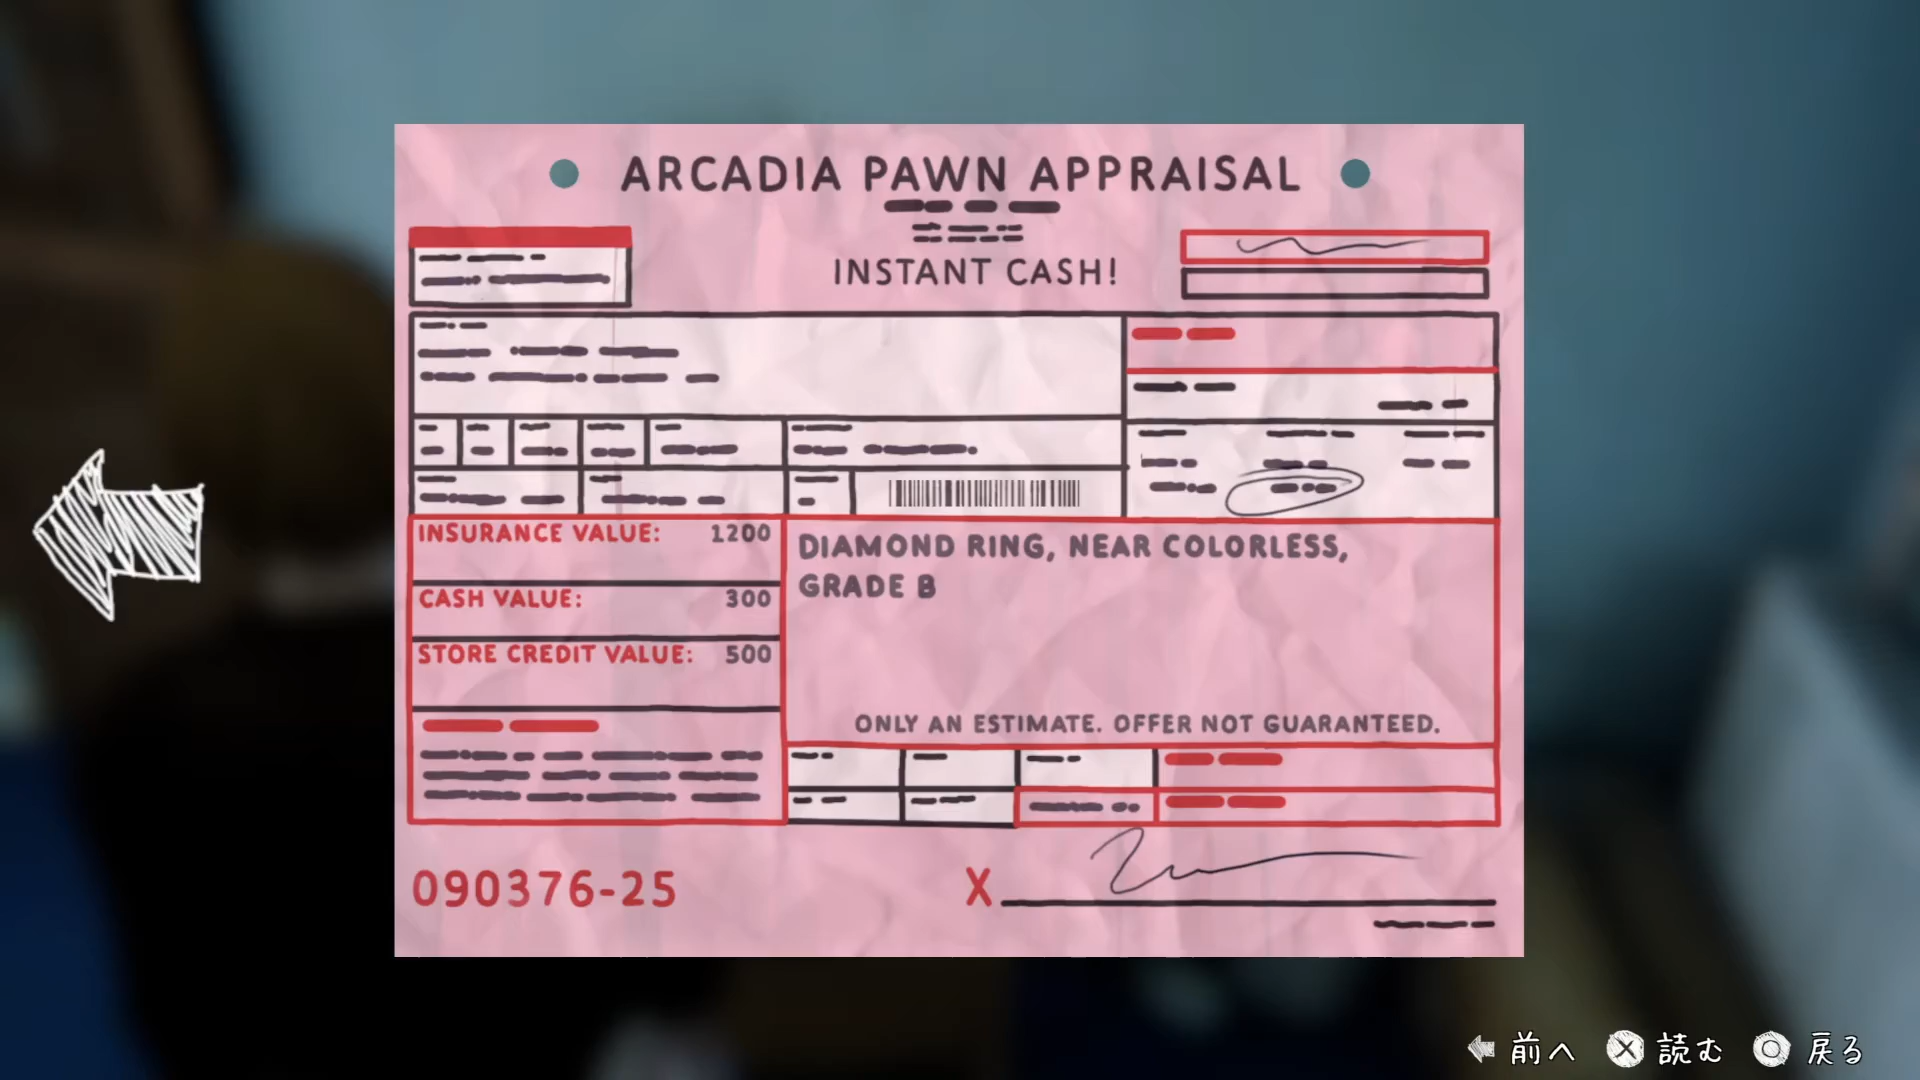 ARCADIA PAWN APPRAISAL
INSTANT CASH!
INSURANCE VALUE: 1200
CASH VALUE: 300
STORE CREDIT VALUE: 500
DIAMOND RING, NEAR COLORLESS,
GRADE B
ONLY AN ESTIMATE. OFFER NOT GUARANTEED.
090376-25
X
前へ 読む 戻る